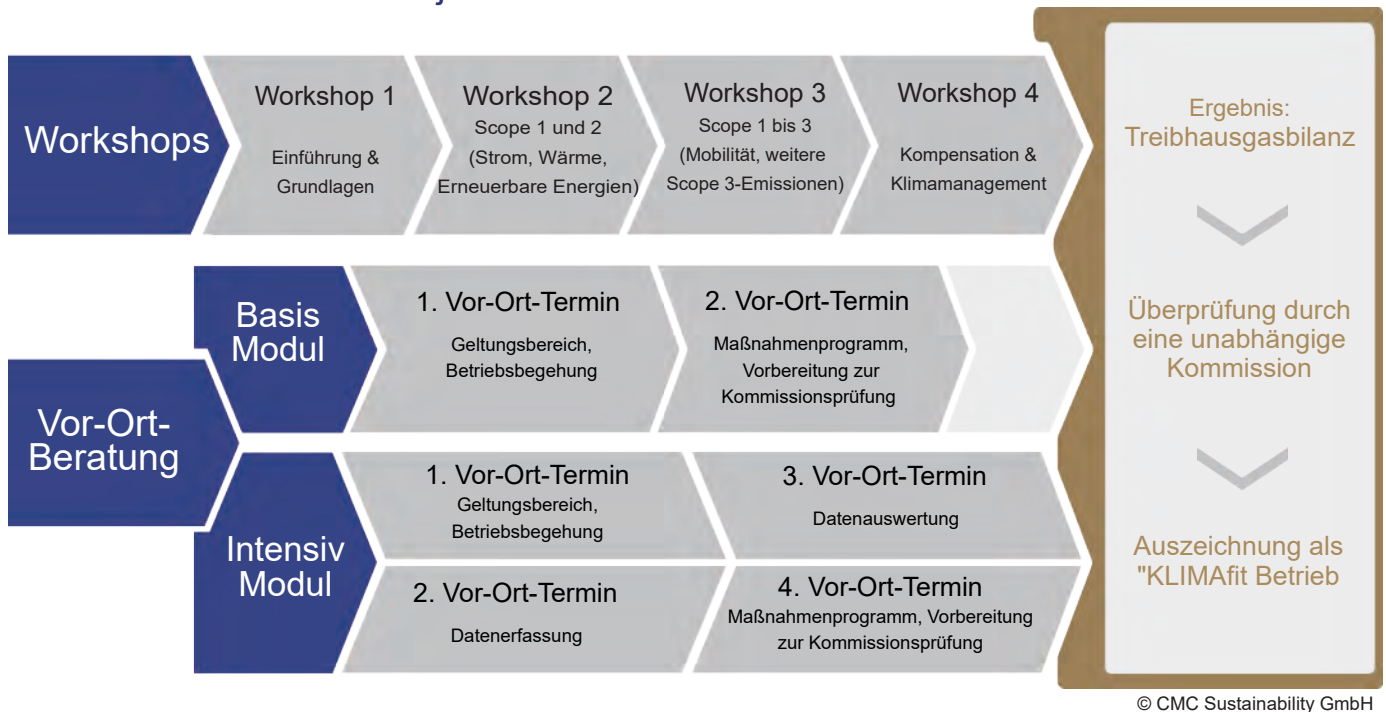 Workshops
Workshop 1
Einführung &
Grundlagen
Workshop 2
Scope 1 und 2
(Strom, Wärme,
Erneuerbare Energien)
Workshop 3
Scope 1 bis 3
(Mobilität, weitere
Scope 3-Emissionen)
Workshop 4
Kompensation &
Klimamanagement
Vor-Ort-
Beratung
Basis
Modul
1. Vor-Ort-Termin
Geltungsbereich,
Betriebsbegehung
2. Vor-Ort-Termin
Maßnahmenprogramm,
Vorbereitung zur
Kommissionsprüfung
Intensiv
Modul
1. Vor-Ort-Termin
Geltungsbereich,
Betriebsbegehung
2. Vor-Ort-Termin
Datenerfassung
3. Vor-Ort-Termin
Datenauswertung
4. Vor-Ort-Termin
Maßnahmenprogramm, Vorbereitung
zur Kommissionsprüfung
Ergebnis:
Treibhausgasbilanz
Überprüfung durch
eine unabhängige
Kommission
Auszeichnung als
"KLIMAfit Betrieb
© CMC Sustainability GmbH